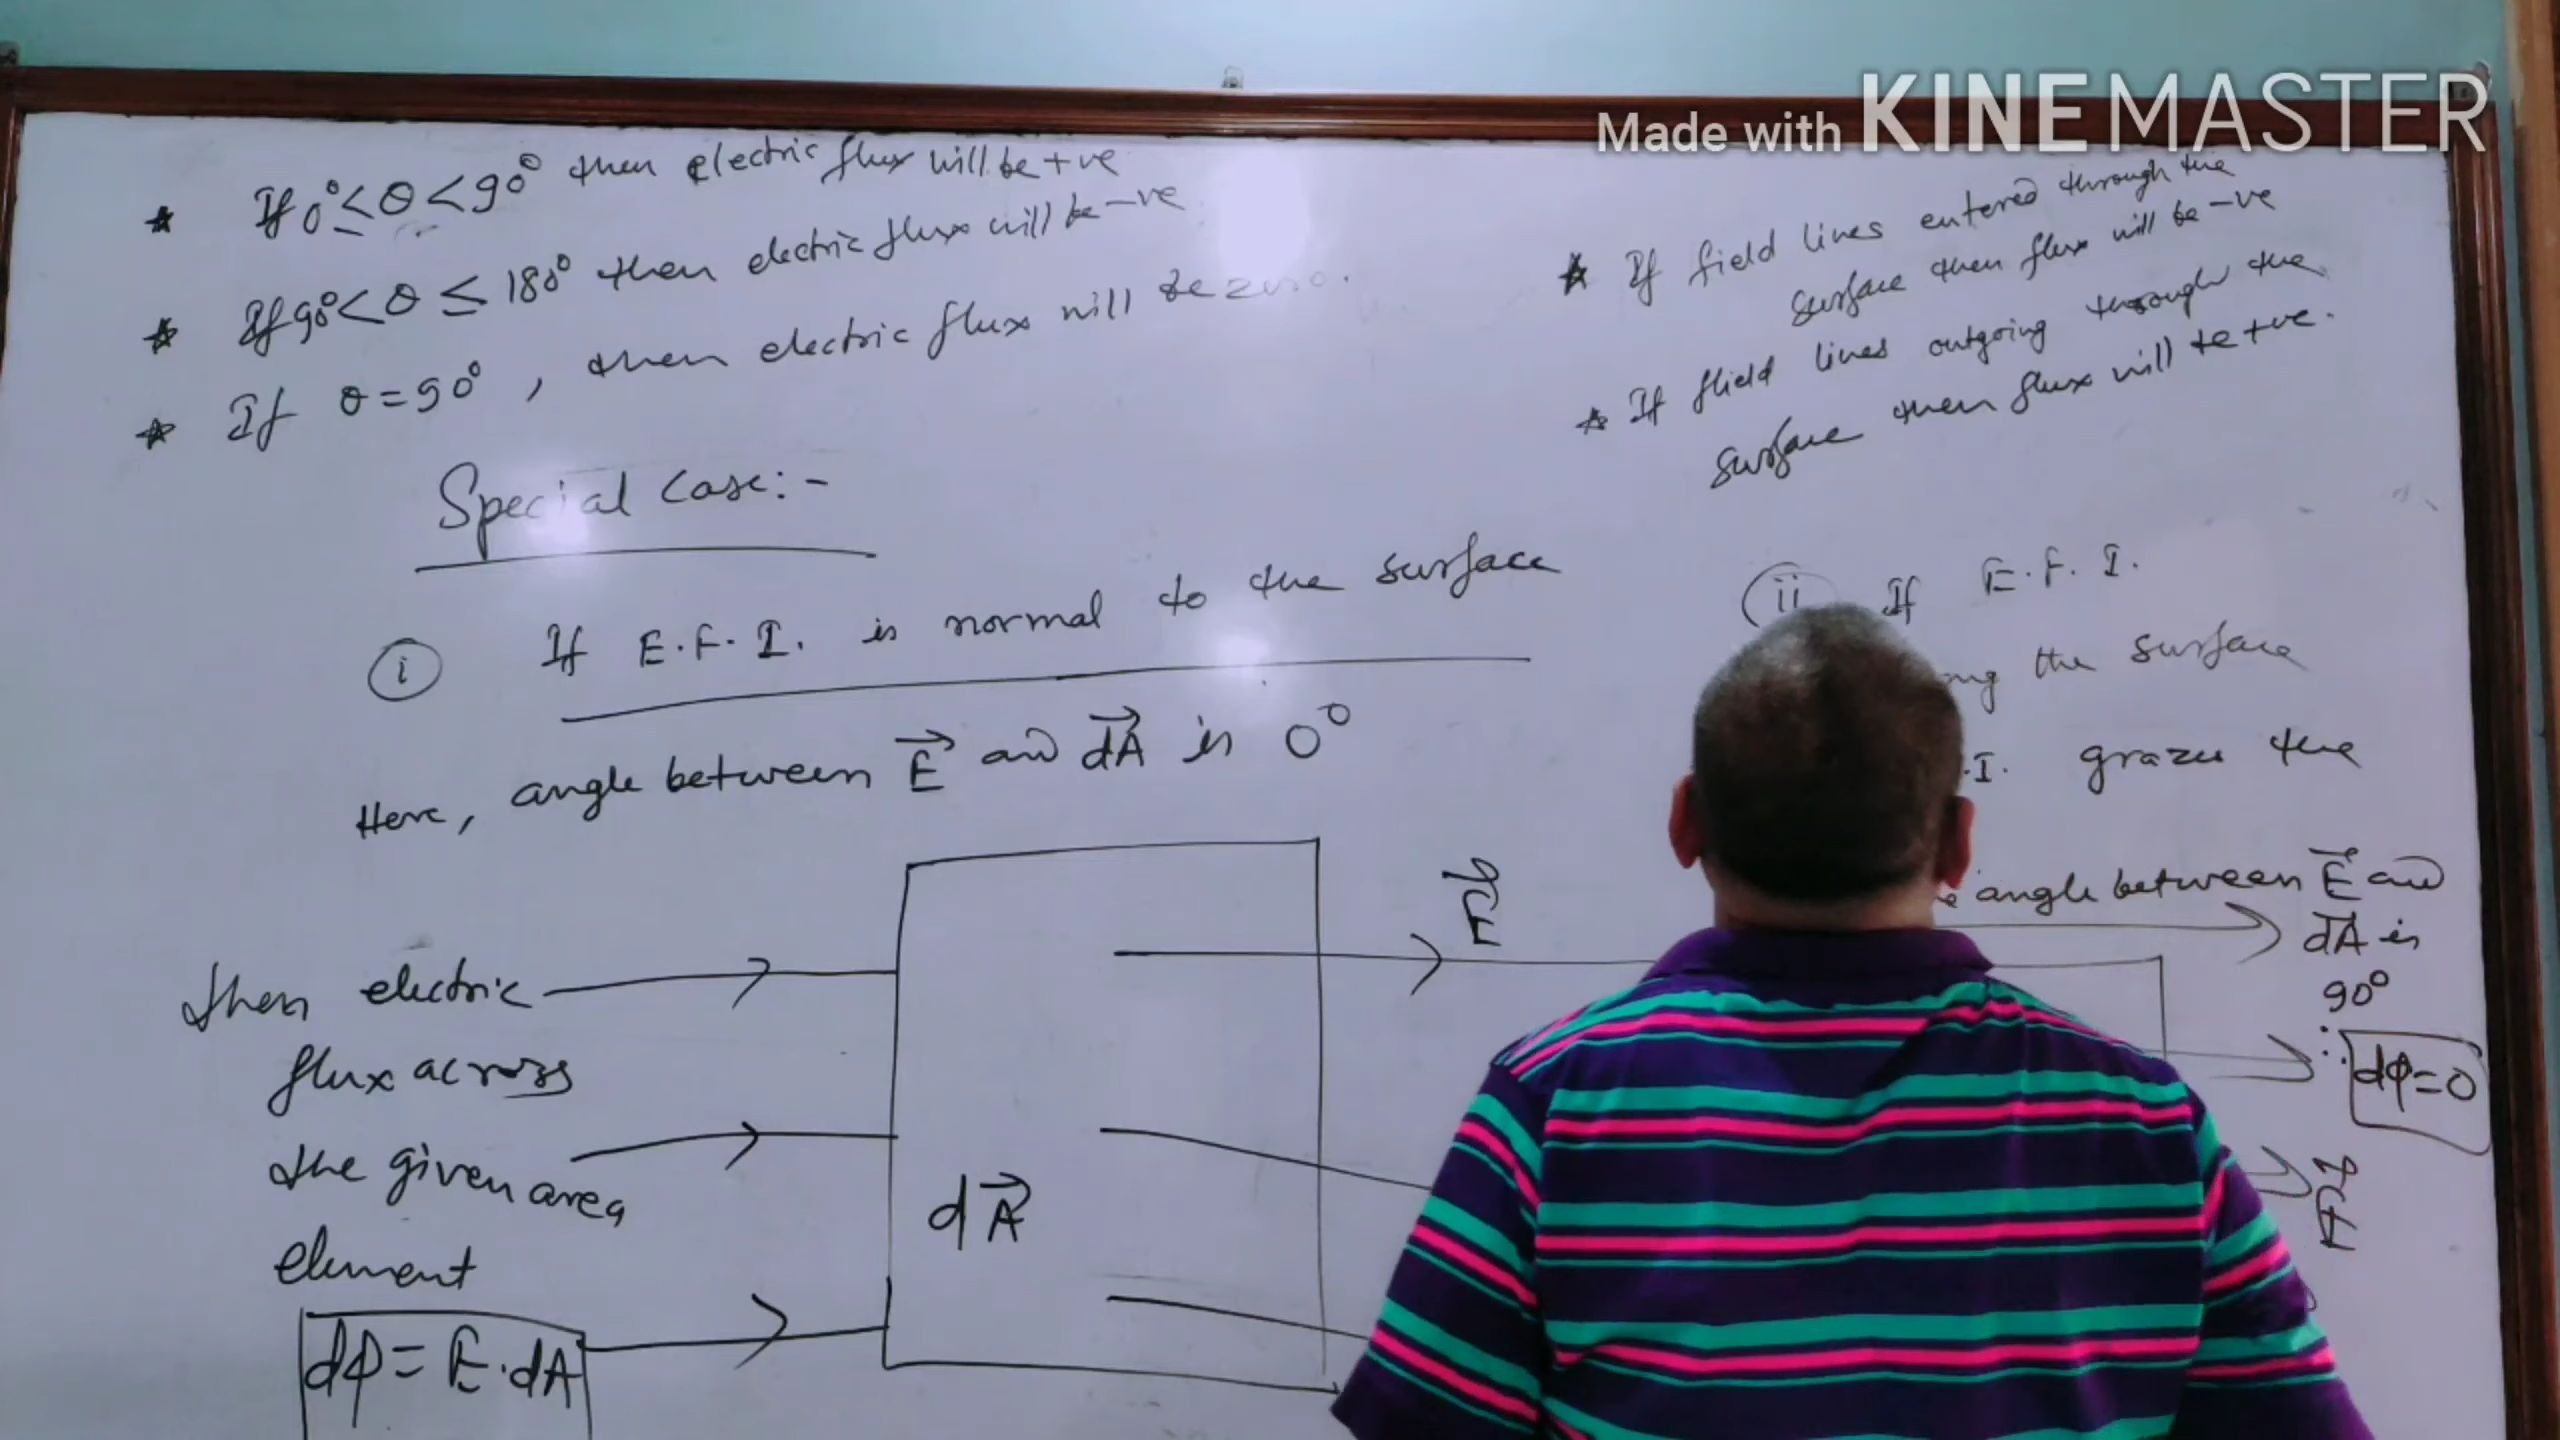 Made with KINEMASTER
★ If 0° ≤ θ < 90° then electric flux will be +ve
★ If 90° < θ ≤ 180° then electric flux will be -ve
★ If θ = 90°, then electric flux will be zero.
Special Case:-
(i) If E.F.I. is normal to the surface
Here, angle between E⃗ and dA⃗ is 0°
then electric
flux across
the given area
element
dφ = E.dA
dA⃗
E⃗
★ If field lines entered through the
surface then flux will be -ve
★ If flield lines outgoing through the
surface then flux will be +ve.
(ii) If E.F.I.
the surface
.I. graze the
angle between E⃗ and
dA⃗ is
90°
∴ dφ = 0
E⃗